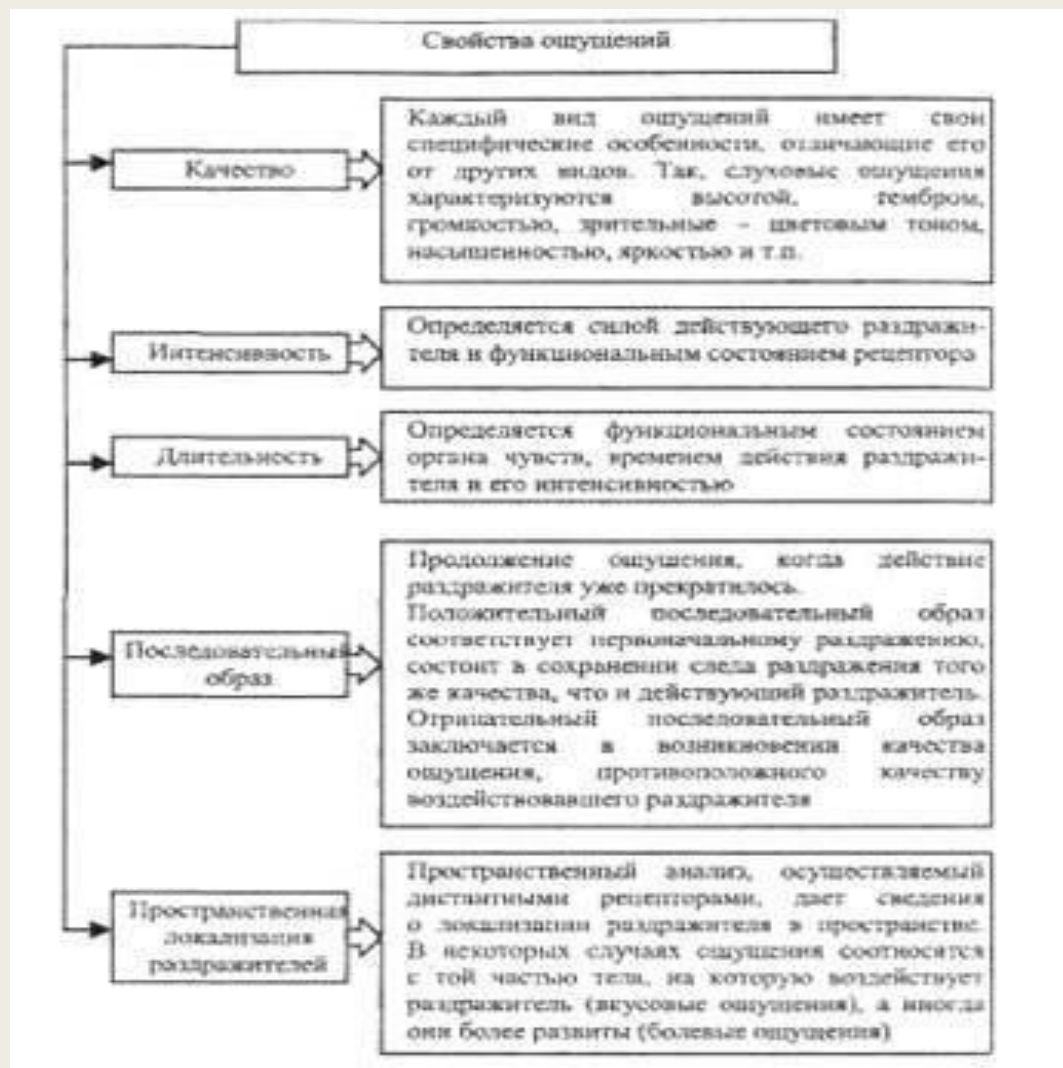 Свойства ощущений
Качество
Каждый вид ощущений имеет свои
специфические особенности, отличающие его
от других видов. Так, слуховые ощущения
характеризуются высотой, тембром,
громкостью, зрительные – цветовым тоном,
насыщенностью, яркостью и т.п.
Интенсивность
Определяется силой действующего раздражи-
теля и функциональным состоянием рецептора
Длительность
Определяется функциональным состоянием
органа чувств, временем действия раздражи-
теля и его интенсивностью
Последовательный
образ
Продолжение ощущения, когда действие
раздражителя уже прекратилось.
Положительный последовательный образ
соответствует первоначальному раздражению,
состоит в сохранении следа раздражения того
же качества, что и действующий раздражитель.
Отрицательный последовательный образ
заключается в возникновении качества
ощущения, противоположного качеству
воздействовавшего раздражителя
Пространственная
локализация
раздражителей
Пространственный анализ, осуществляемый
дистантными рецепторами, дает сведения
о локализации раздражителя в пространстве.
В некоторых случаях ощущения соотносятся
с той частью тела, на которую воздействует
раздражитель (вкусовые ощущения), а иногда
они более развиты (болевые ощущения)